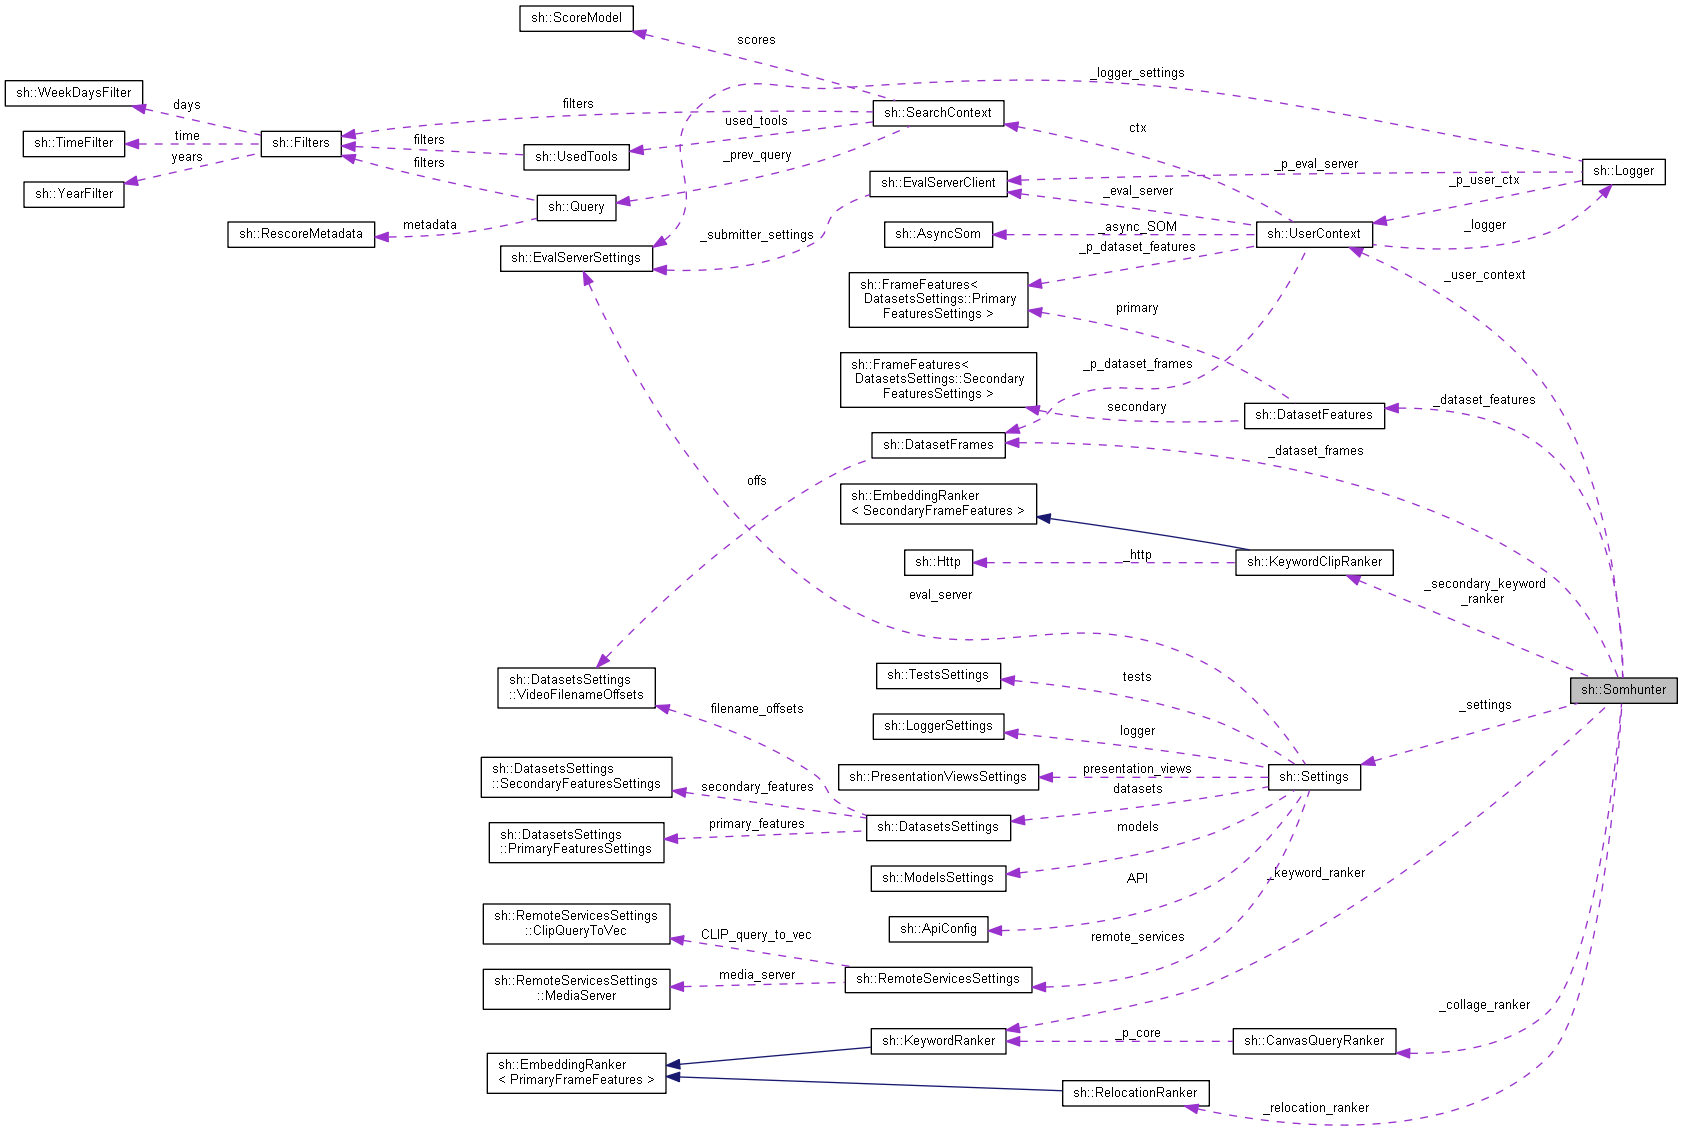 sh::ScoreModel
scores
_logger_settings
sh::WeekDaysFilter
days
filters
sh::SearchContext
used_tools
ctx
sh::TimeFilter
time
sh::Filters
filters
sh::UsedTools
_prev_query
years
filters
_p_eval_server
sh::Logger
sh::YearFilter
sh::EvalServerClient
_eval_server
_p_user_ctx
sh::Query
metadata
sh::RescoreMetadata
_submitter_settings
sh::AsyncSom
_async_SOM
sh::UserContext
_logger
_p_dataset_features
sh::EvalServerSettings
_user_context
sh::FrameFeatures<
DatasetsSettings::Primary
FeaturesSettings >
primary
sh::FrameFeatures<
DatasetsSettings::Secondary
FeaturesSettings >
_p_dataset_frames
secondary
sh::DatasetFeatures
_dataset_features
sh::DatasetFrames
_dataset_frames
offs
sh::EmbeddingRanker
< SecondaryFrameFeatures >
sh::Http
_http
sh::KeywordClipRanker
_secondary_keyword
_ranker
eval_server
sh::DatasetsSettings
::VideoFilenameOffsets
sh::TestsSettings
tests
sh::Somhunter
filename_offsets
sh::LoggerSettings
logger
_settings
sh::DatasetsSettings
::SecondaryFeaturesSettings
secondary_features
sh::PresentationViewsSettings
presentation_views
sh::Settings
datasets
sh::DatasetsSettings
::PrimaryFeaturesSettings
primary_features
sh::DatasetsSettings
models
sh::ModelsSettings
API
_keyword_ranker
sh::RemoteServicesSettings
::ClipQueryToVec
CLIP_query_to_vec
sh::ApiConfig
remote_services
sh::RemoteServicesSettings
::MediaServer
media_server
sh::RemoteServicesSettings
_collage_ranker
sh::KeywordRanker
_p_core
sh::CanvasQueryRanker
sh::EmbeddingRanker
< PrimaryFrameFeatures >
sh::RelocationRanker
_relocation_ranker